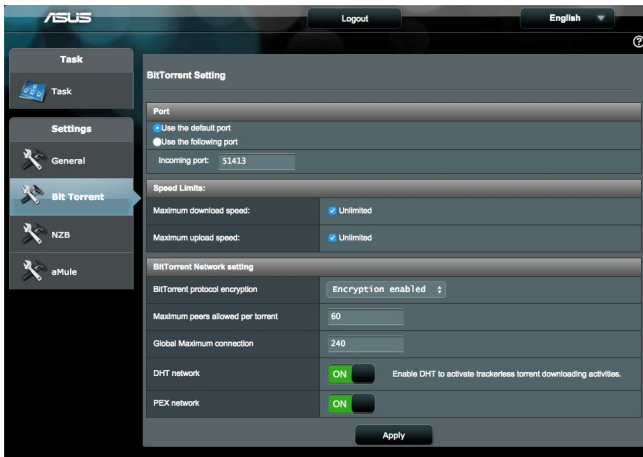 ASUS
Logout
English
?
Task
Task
Settings
General
Bit Torrent
NZB
aMule
BitTorrent Setting
Port
Use the default port
Use the following port
Incoming port: 51413
Speed Limits:
Maximum download speed: Unlimited
Maximum upload speed: Unlimited
BitTorrent Network setting
BitTorrent protocol encryption Encryption enabled
Maximum peers allowed per torrent 60
Global Maximum connection 240
DHT network ON Enable DHT to activate trackerless torrent downloading activities.
PEX network ON
Apply